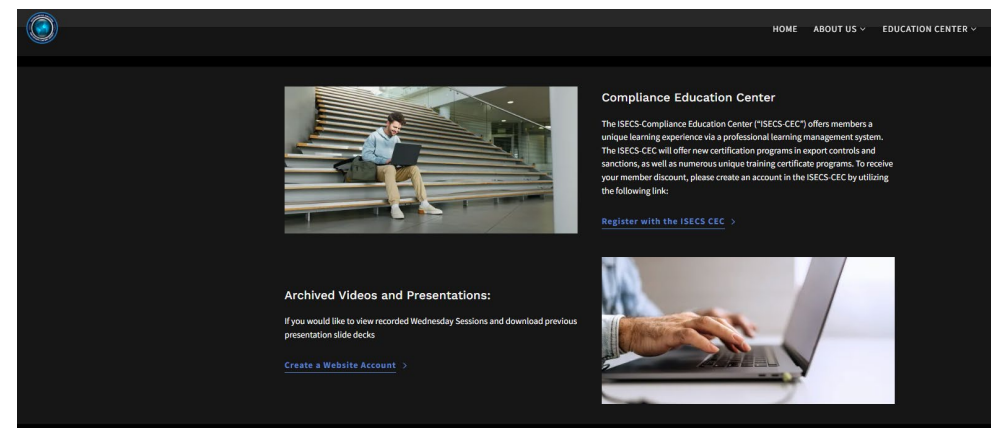 HOME ABOUT US EDUCATION CENTER
Compliance Education Center
The ISECS-Compliance Education Center ("ISECS-CEC") offers members a
unique learning experience via a professional learning management system.
The ISECS-CEC will offer new certification programs in export controls and
sanctions, as well as numerous unique training certificate programs. To receive
your member discount, please create an account in the ISECS-CEC by utilizing
the following link:
Register with the ISECS CEC >
Archived Videos and Presentations:
If you would like to view recorded Wednesday Sessions and download previous
presentation slide decks
Create a Website Account >